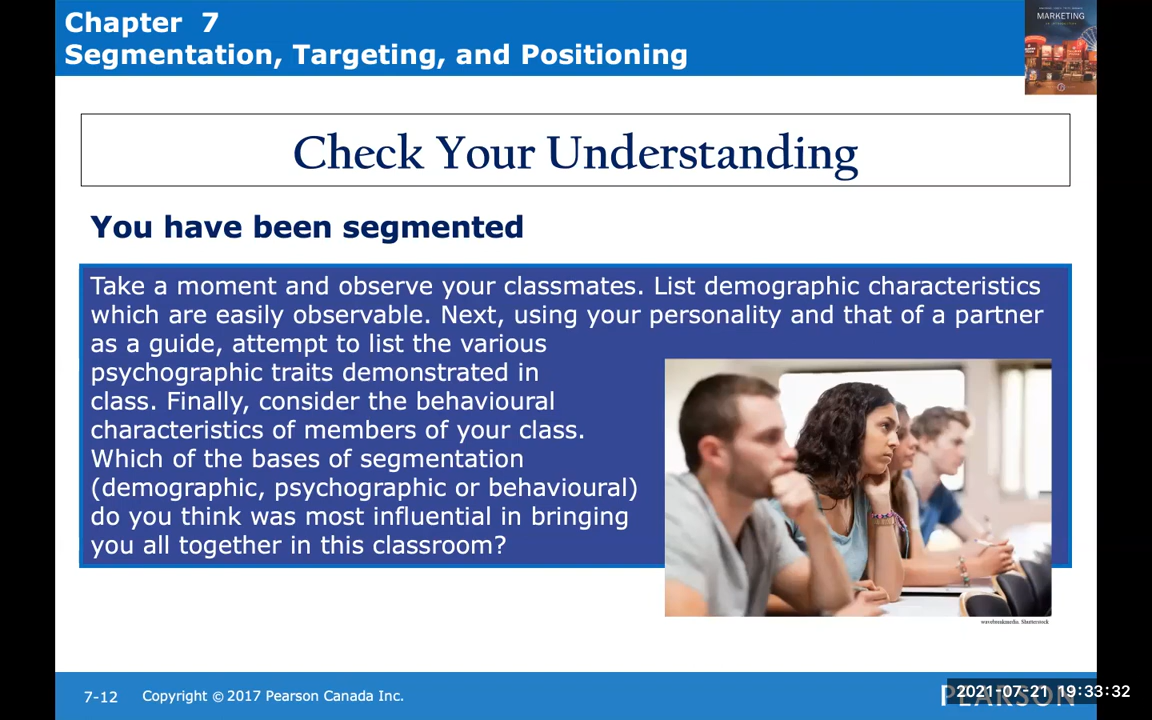 Chapter 7
Segmentation, Targeting, and Positioning
MARKETING
Check Your Understanding
You have been segmented
Take a moment and observe your classmates. List demographic characteristics
which are easily observable. Next, using your personality and that of a partner
as a guide, attempt to list the various
psychographic traits demonstrated in
class. Finally, consider the behavioural
characteristics of members of your class.
Which of the bases of segmentation
(demographic, psychographic or behavioural)
do you think was most influential in bringing
you all together in this classroom?
wavebreakmedia. Shutterstock
7-12
Copyright © 2017 Pearson Canada Inc.
PEARSON
2021-07-21 19:33:32